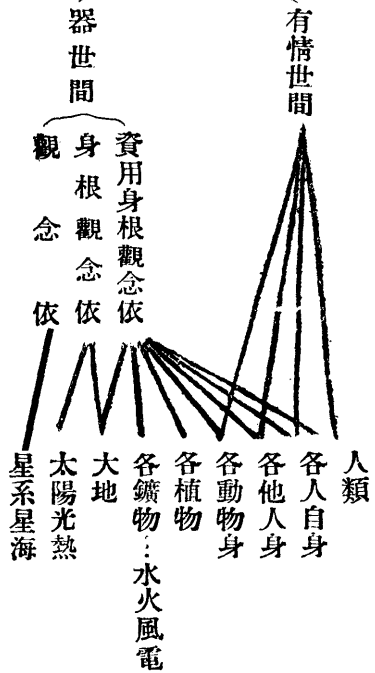 有情世間
器世間
資用身根觀念依
身根觀念依
觀念依
人類
各人自身
各他人身
各動物身
各植物
各鑛物：水火風電
大地
太陽光熱
星系星海